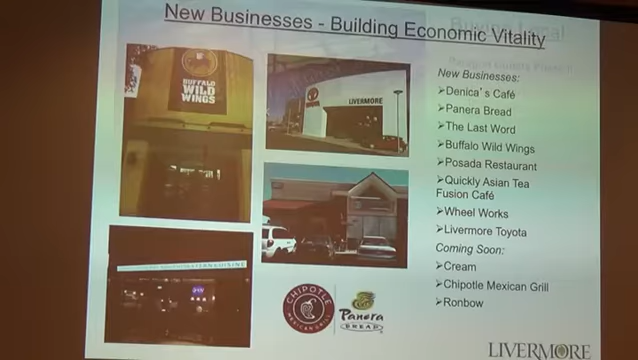 New Businesses - Building Economic Vitality
BUFFALO
WILD
WINGS
LIVERMORE
New Businesses:
➢Denica's Café
➢Panera Bread
➢The Last Word
➢Buffalo Wild Wings
➢Posada Restaurant
➢Quickly Asian Tea
Fusion Café
➢Wheel Works
➢Livermore Toyota
Coming Soon:
➢Cream
➢Chipotle Mexican Grill
➢Ronbow
CHIPOTLE
MEXICAN GRILL
Panera
BREAD
LIVERMORE